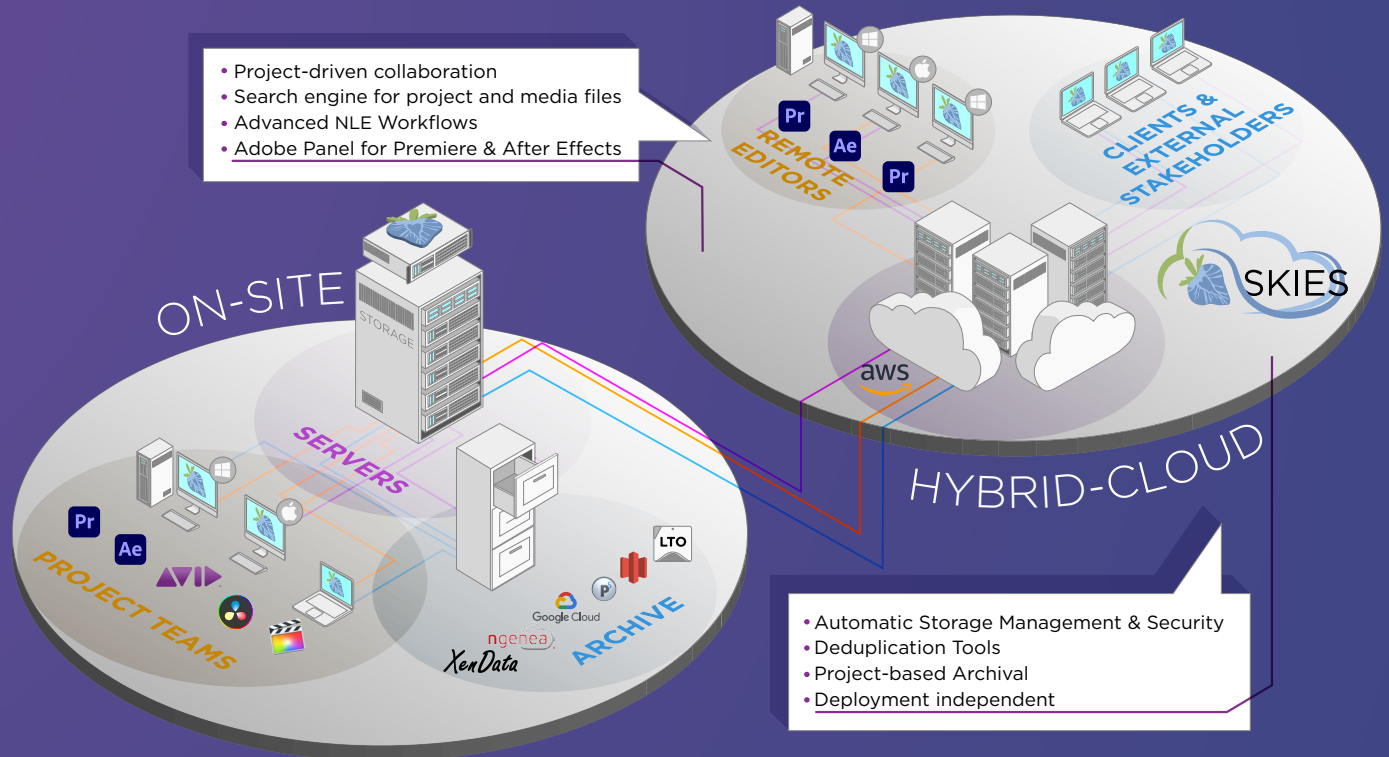 • Project-driven collaboration
• Search engine for project and media files
• Advanced NLE Workflows
• Adobe Panel for Premiere & After Effects
Pr
Ae
Pr
REMOTE
EDITORS
CLIENTS &
EXTERNAL
STAKEHOLDERS
SKIES
aws
HYBRID-CLOUD
ON-SITE
STORAGE
SERVERS
Pr
Ae
AVID
PROJECT TEAMS
LTO
P
Google Cloud
ngenea
XenData
ARCHIVE
• Automatic Storage Management & Security
• Deduplication Tools
• Project-based Archival
• Deployment independent